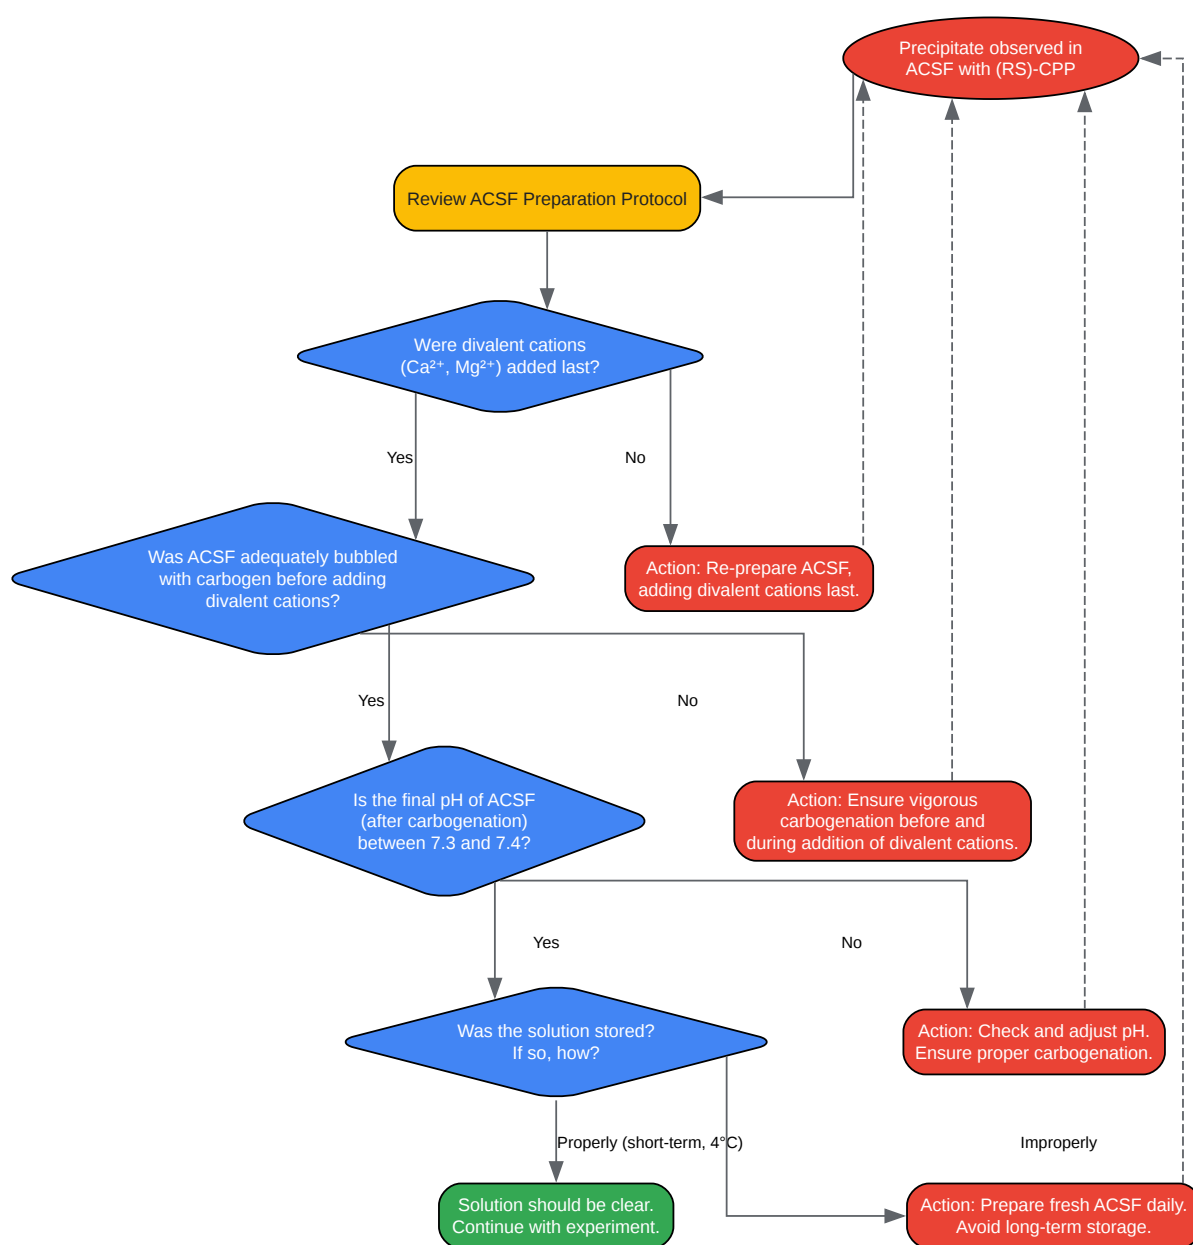 Precipitate observed in
ACSF with (RS)-CPP
Review ACSF Preparation Protocol
Were divalent cations
(Ca²⁺, Mg²⁺) added last?
Yes
No
Was ACSF adequately bubbled
with carbogen before adding
divalent cations?
Action: Re-prepare ACSF,
adding divalent cations last.
Yes
No
Is the final pH of ACSF
(after carbogenation)
between 7.3 and 7.4?
Action: Ensure vigorous
carbogenation before and
during addition of divalent cations.
Yes
No
Was the solution stored?
If so, how?
Action: Check and adjust pH.
Ensure proper carbogenation.
Properly (short-term, 4°C)
Improperly
Solution should be clear.
Continue with experiment.
Action: Prepare fresh ACSF daily.
Avoid long-term storage.